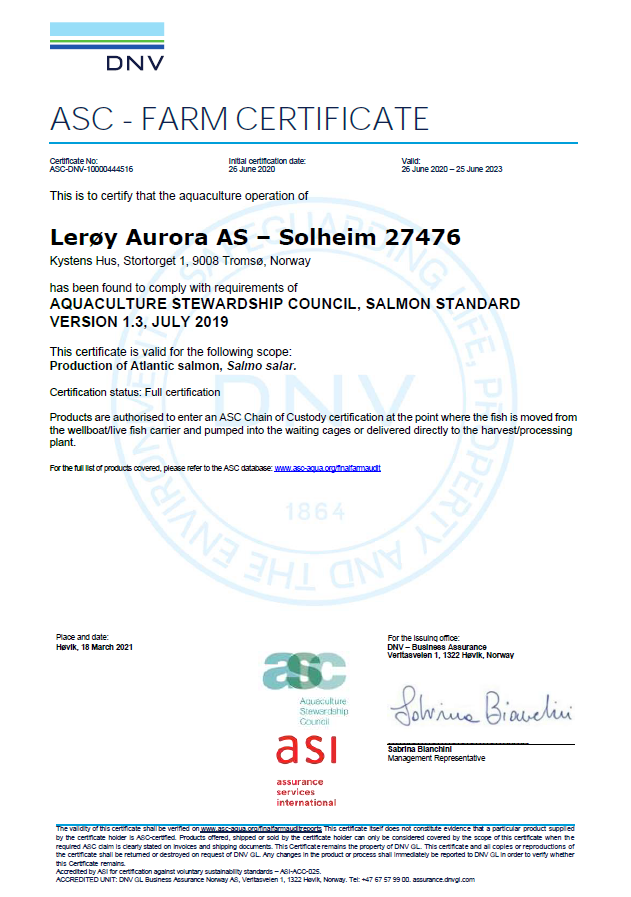 DNV
ASC - FARM CERTIFICATE
Certificate No:
ASC-DNV-10000444516
Initial certification date:
26 June 2020
Valid:
26 June 2020 – 25 June 2023
This is to certify that the aquaculture operation of
Lerøy Aurora AS – Solheim 27476
Kystens Hus, Stortorget 1, 9008 Tromsø, Norway
has been found to comply with requirements of
AQUACULTURE STEWARDSHIP COUNCIL, SALMON STANDARD
VERSION 1.3, JULY 2019
This certificate is valid for the following scope:
Production of Atlantic salmon, Salmo salar.
Certification status: Full certification
Products are authorised to enter an ASC Chain of Custody certification at the point where the fish is moved from
the wellboat/live fish carrier and pumped into the waiting cages or delivered directly to the harvest/processing
plant.
For the full list of products covered, please refer to the ASC database: www.asc-aqua.org/finalfarmaudit
SAFEGUARDING LIFE, PROPERTY AND THE ENVIRONMENT
DNV
1864
Place and date:
Høvik, 18 March 2021
For the issuing office:
DNV – Business Assurance
Veritasveien 1, 1322 Høvik, Norway
asc
Aquaculture
Stewardship
Council
asi
assurance
services
international
Sabrina Bianchini
Sabrina Bianchini
Management Representative
The validity of this certificate shall be verified on www.asc-aqua.org/finalfarmauditreports This certificate itself does not constitute evidence that a particular product supplied
by the certificate holder is ASC-certified. Products offered, shipped or sold by the certificate holder can only be considered covered by the scope of this certificate when the
required ASC claim is clearly stated on invoices and shipping documents. This Certificate remains the property of DNV GL. This certificate and all copies or reproductions of
the certificate shall be returned or destroyed on request of DNV GL. Any changes in the product or process shall immediately be reported to DNV GL in order to verify whether
this Certificate remains.
Accredited by ASI for certification against voluntary sustainability standards – ASI-ACC-025.
ACCREDITED UNIT: DNV GL Business Assurance Norway AS, Veritasveien 1, 1322 Høvik, Norway. Tel: +47 67 57 99 00. assurance.dnvgl.com